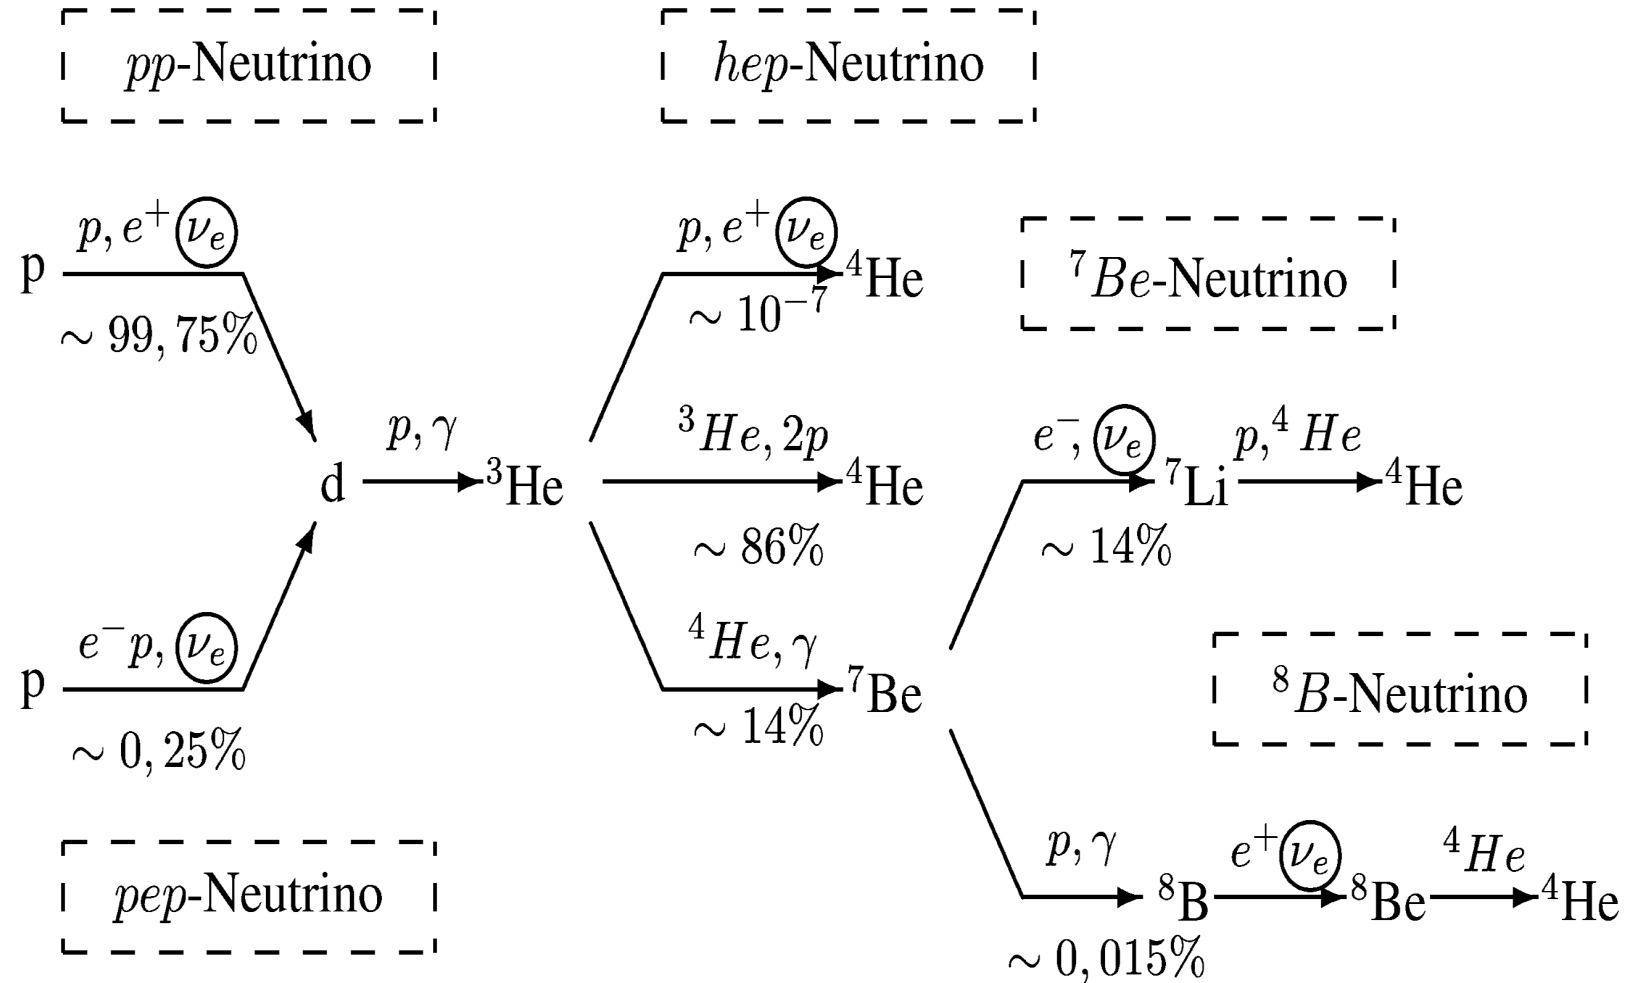 pp-Neutrino
hep-Neutrino
p, e⁺ νₑ
p
∼ 99, 75%
p, e⁺ νₑ
⁴He
∼ 10⁻⁷
⁷Be-Neutrino
p, γ
d
³He
³He, 2p
⁴He
∼ 86%
e⁻, νₑ
⁷Li
∼ 14%
p,⁴ He
⁴He
e⁻p, νₑ
p
∼ 0, 25%
⁴He, γ
⁷Be
∼ 14%
⁸B-Neutrino
pep-Neutrino
p, γ
⁸B
∼ 0, 015%
e⁺ νₑ
⁸Be
⁴He
⁴He